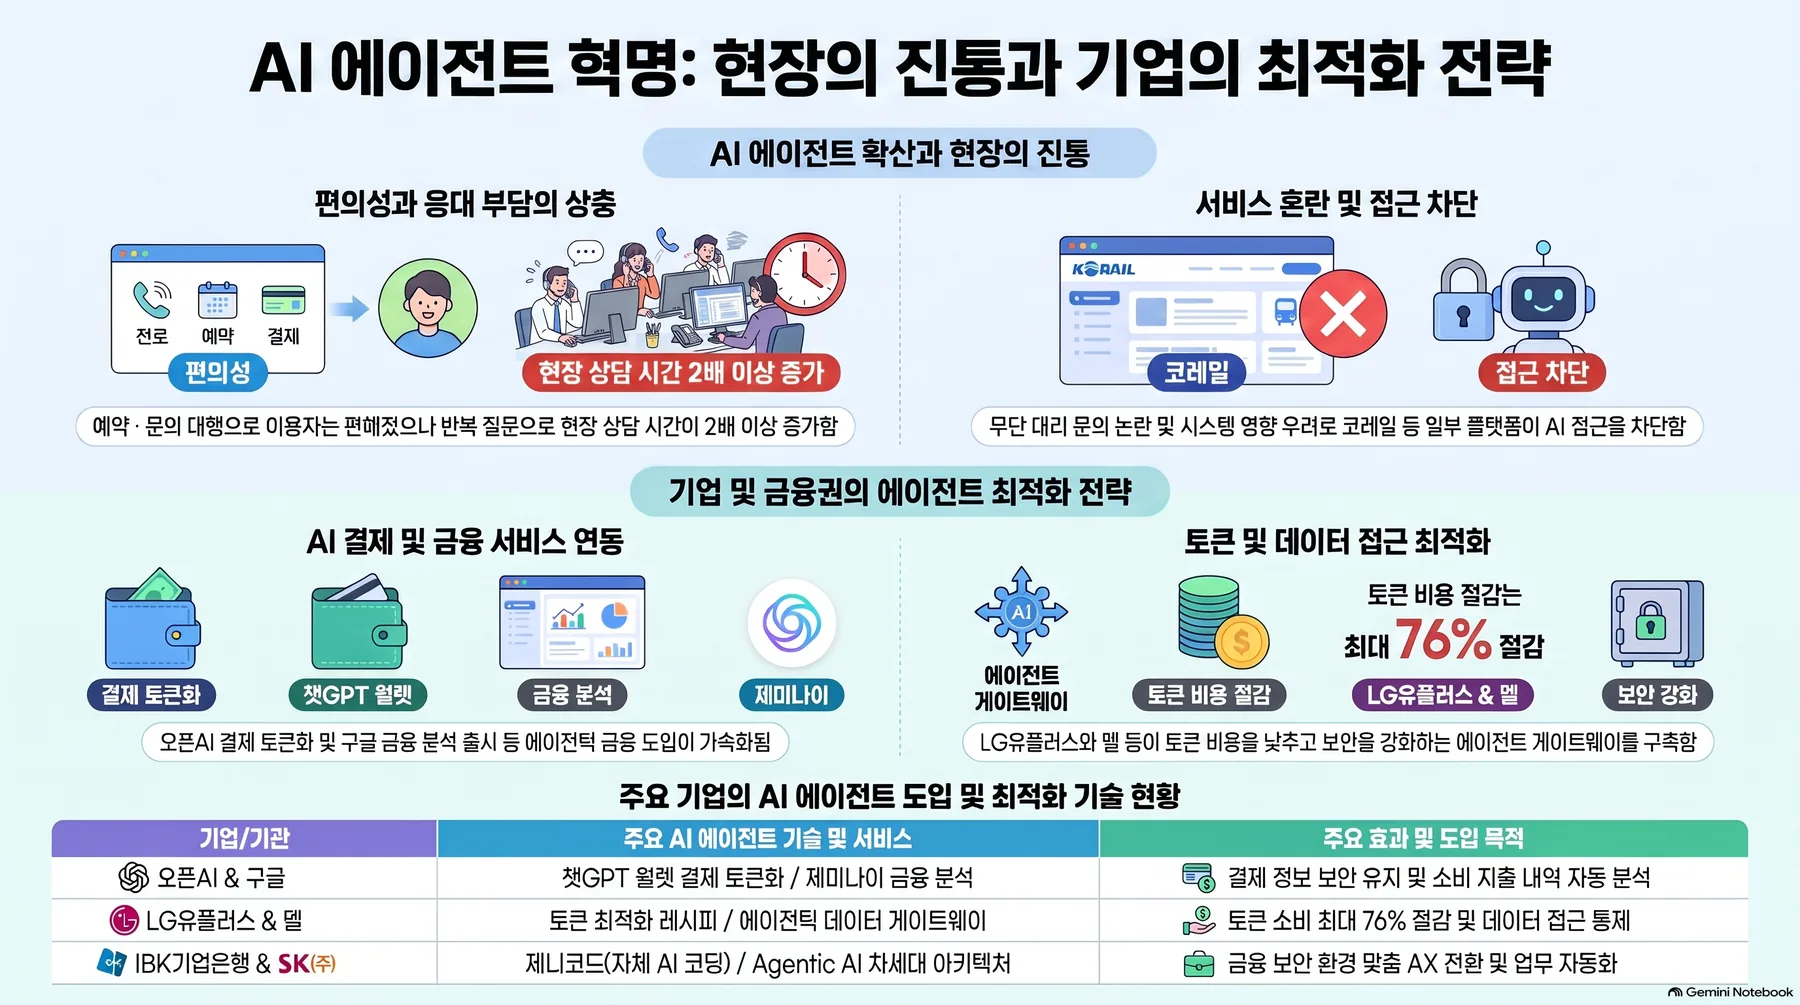 AI 에이전트 혁명: 현장의 진통과 기업의 최적화 전략
AI 에이전트 확산과 현장의 진통
편의성과 응대 부담의 상충
전로
예약
결제
편의성
현장 상담 시간 2배 이상 증가
예약 · 문의 대행으로 이용자는 편해졌으나 반복 질문으로 현장 상담 시간이 2배 이상 증가함
서비스 혼란 및 접근 차단
KORAIL
코레일
접근 차단
무단 대리 문의 논란 및 시스템 영향 우려로 코레일 등 일부 플랫폼이 AI 접근을 차단함
기업 및 금융권의 에이전트 최적화 전략
AI 결제 및 금융 서비스 연동
결제 토큰화
챗GPT 월렛
금융 분석
제미나이
오픈AI 결제 토큰화 및 구글 금융 분석 출시 등 에이전틱 금융 도입이 가속화됨
토큰 및 데이터 접근 최적화
AI
에이전트
게이트웨이
토큰 비용 절감
토큰 비용 절감는
최대 76% 절감
LG유플러스 & 델
보안 강화
LG유플러스와 델 등이 토큰 비용을 낮추고 보안을 강화하는 에이전트 게이트웨이를 구축함
주요 기업의 AI 에이전트 도입 및 최적화 기술 현황
기업/기관 주요 AI 에이전트 기술 및 서비스 주요 효과 및 도입 목적
오픈AI & 구글 챗GPT 월렛 결제 토큰화 / 제미나이 금융 분석 결제 정보 보안 유지 및 소비 지출 내역 자동 분석
LG유플러스 & 델 토큰 최적화 레시피 / 에이전틱 데이터 게이트웨이 토큰 소비 최대 76% 절감 및 데이터 접근 통제
IBK기업은행 & SK(주) 제니코드(자체 AI 코딩) / Agentic AI 차세대 아키텍처 금융 보안 환경 맞춤 AX 전환 및 업무 자동화
Gemini Notebook